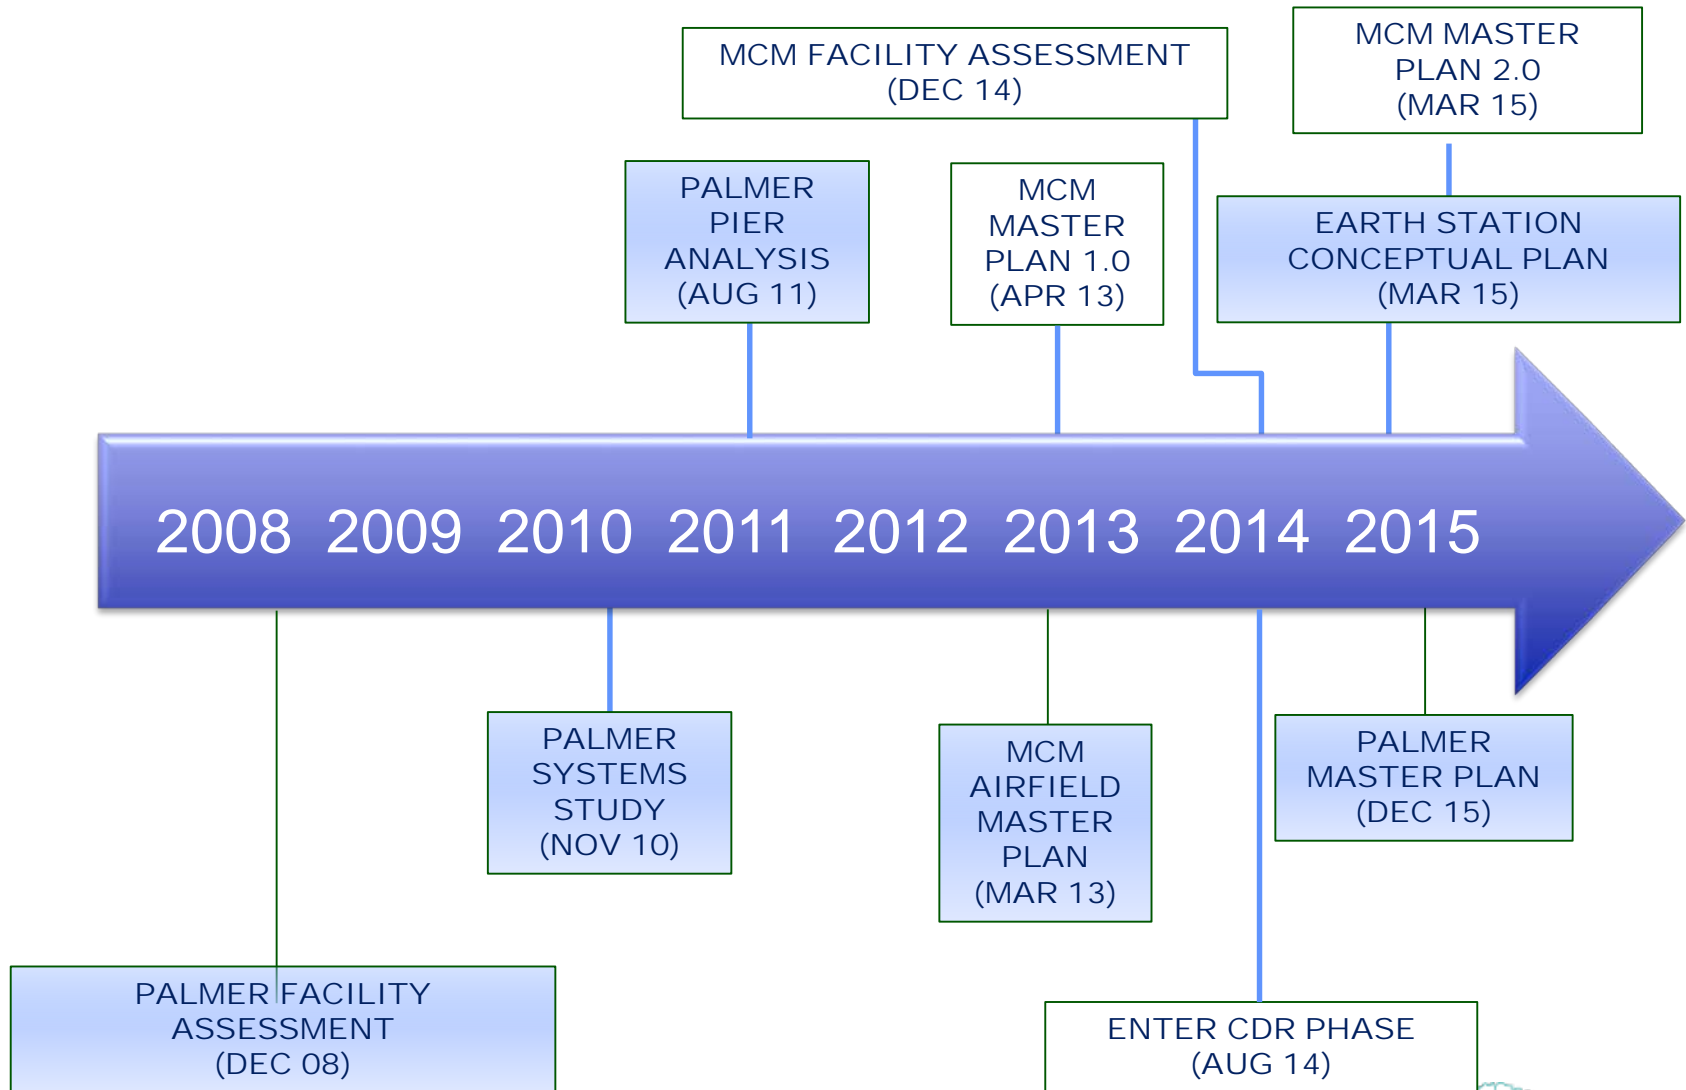 MCM FACILITY ASSESSMENT
(DEC 14)
MCM MASTER
PLAN 2.0
(MAR 15)
PALMER
PIER
ANALYSIS
(AUG 11)
MCM
MASTER
PLAN 1.0
(APR 13)
EARTH STATION
CONCEPTUAL PLAN
(MAR 15)
2008 2009 2010 2011 2012 2013 2014 2015
PALMER
SYSTEMS
STUDY
(NOV 10)
MCM
AIRFIELD
MASTER
PLAN
(MAR 13)
PALMER
MASTER PLAN
(DEC 15)
PALMER FACILITY
ASSESSMENT
(DEC 08)
ENTER CDR PHASE
(AUG 14)